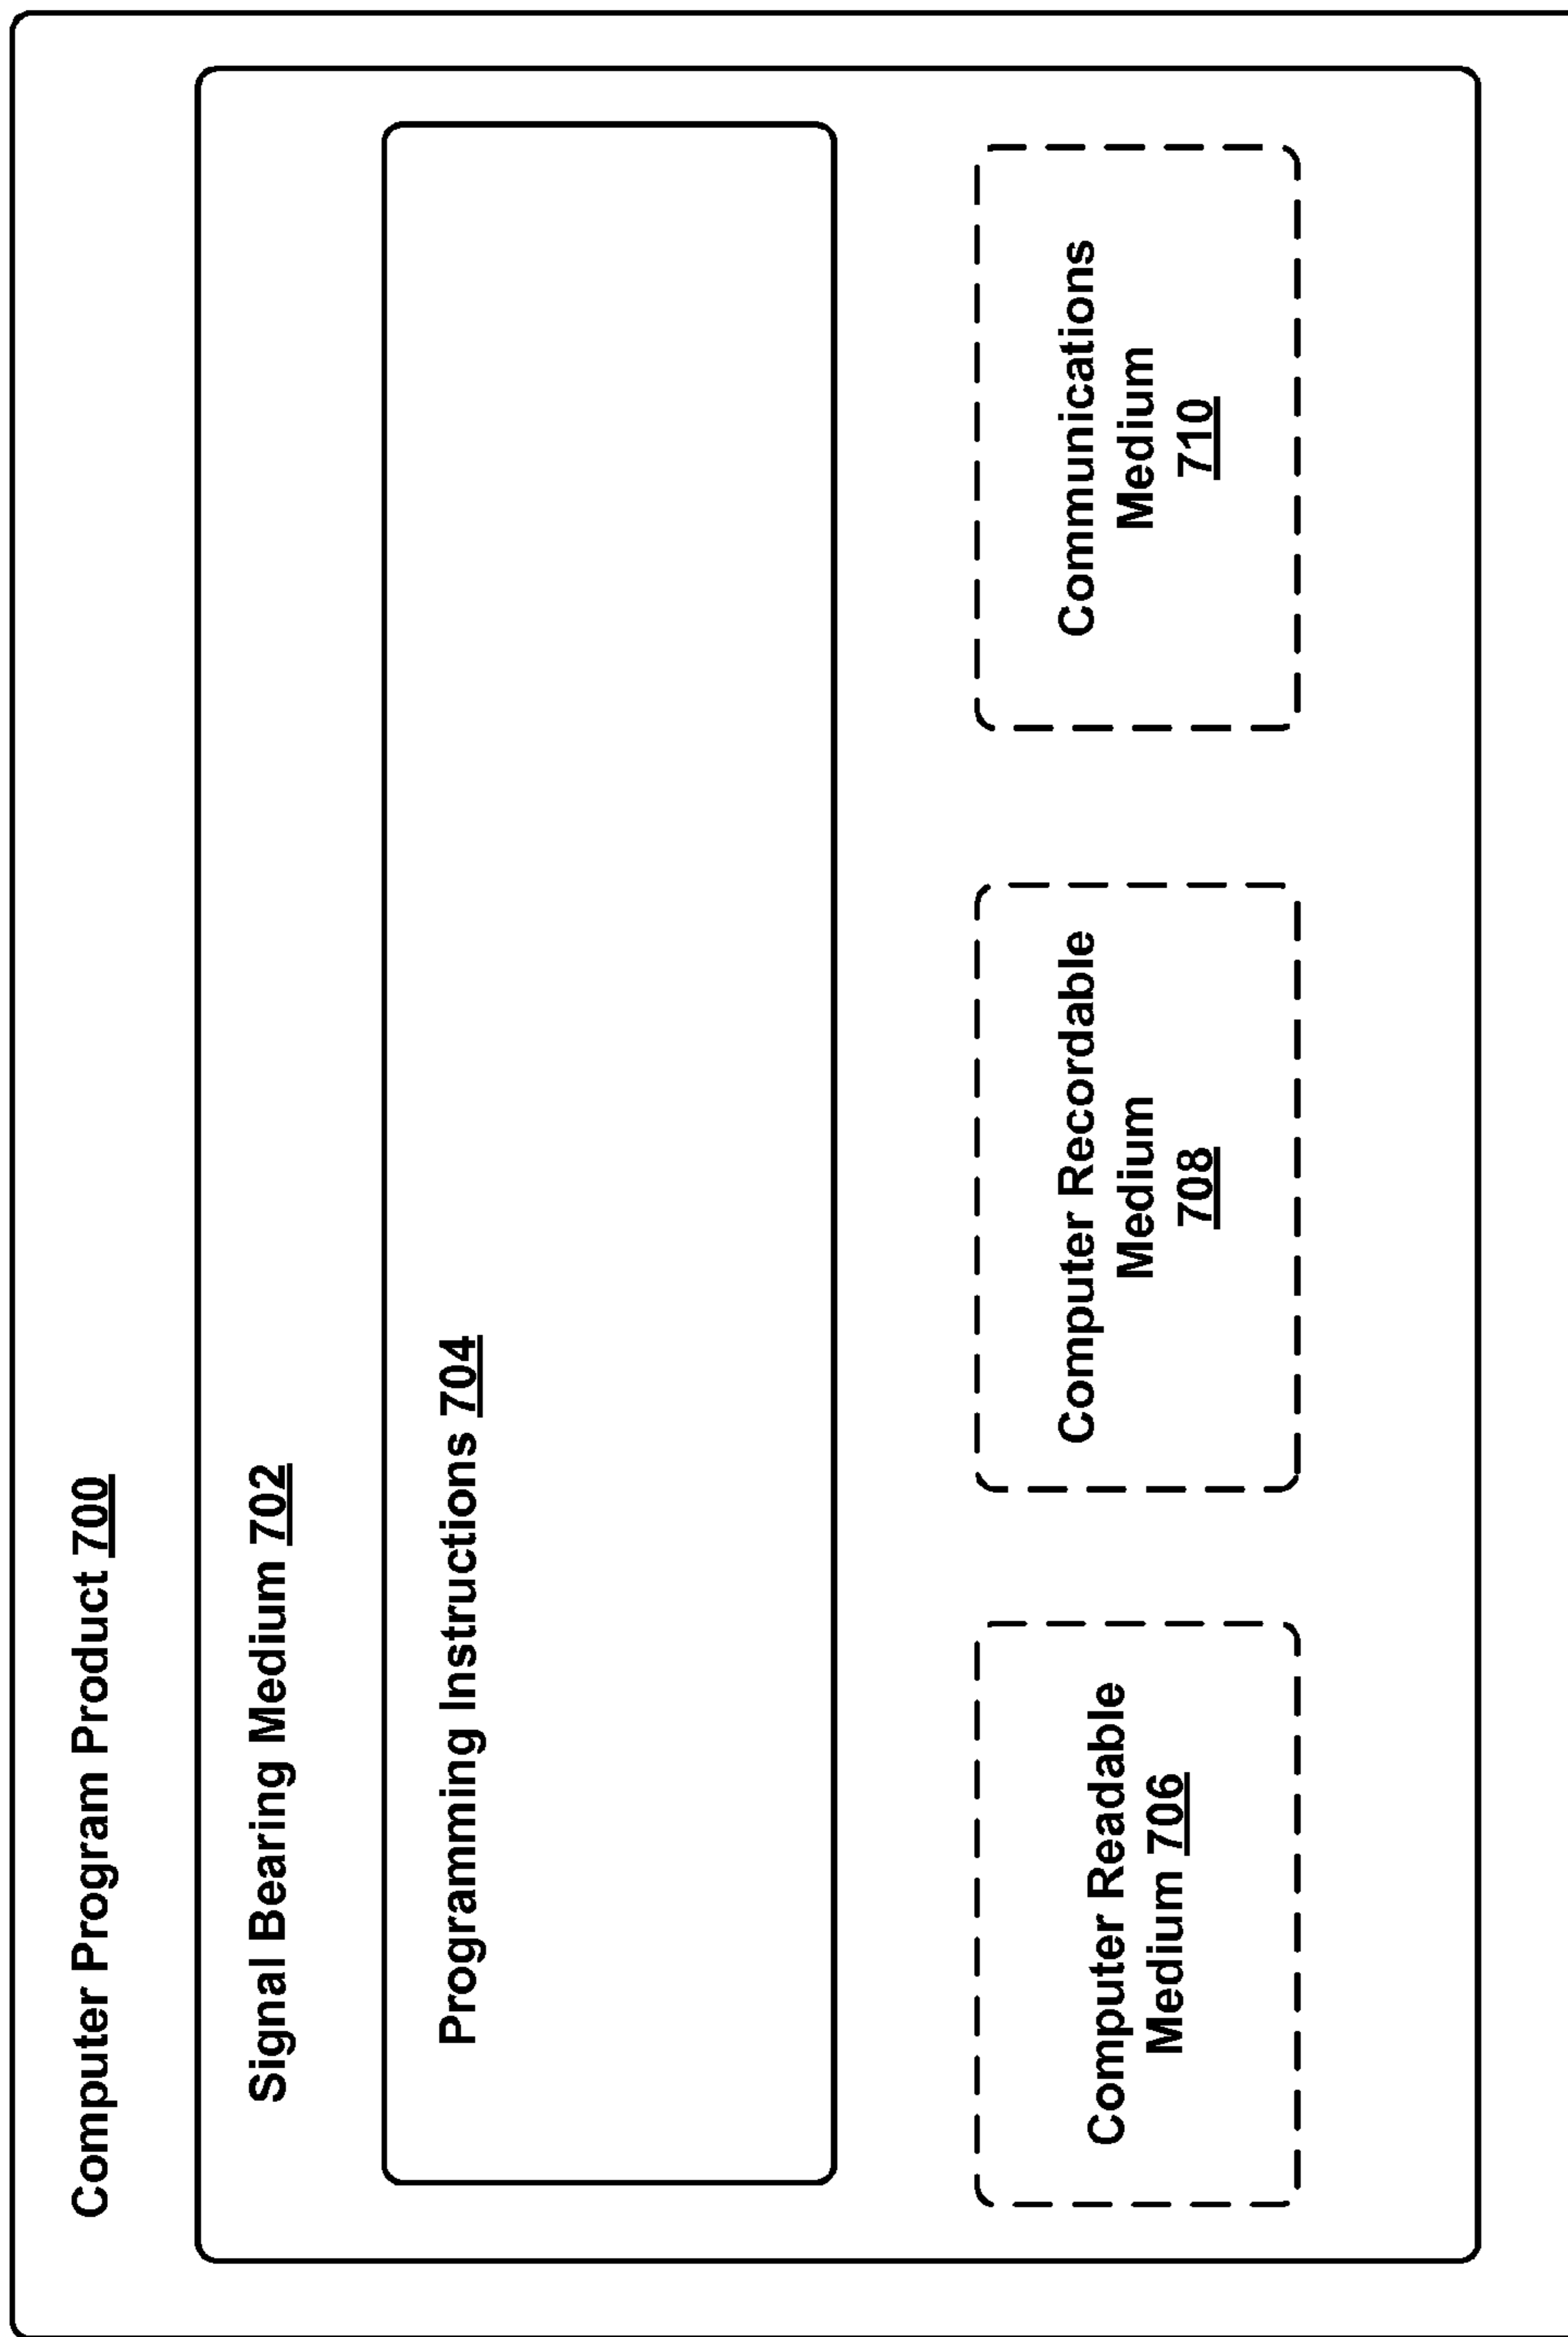 Computer Program Product 700
Signal Bearing Medium 702
Programming Instructions 704
Computer Readable
Medium 706
Computer Recordable
Medium
708
Communications
Medium
710